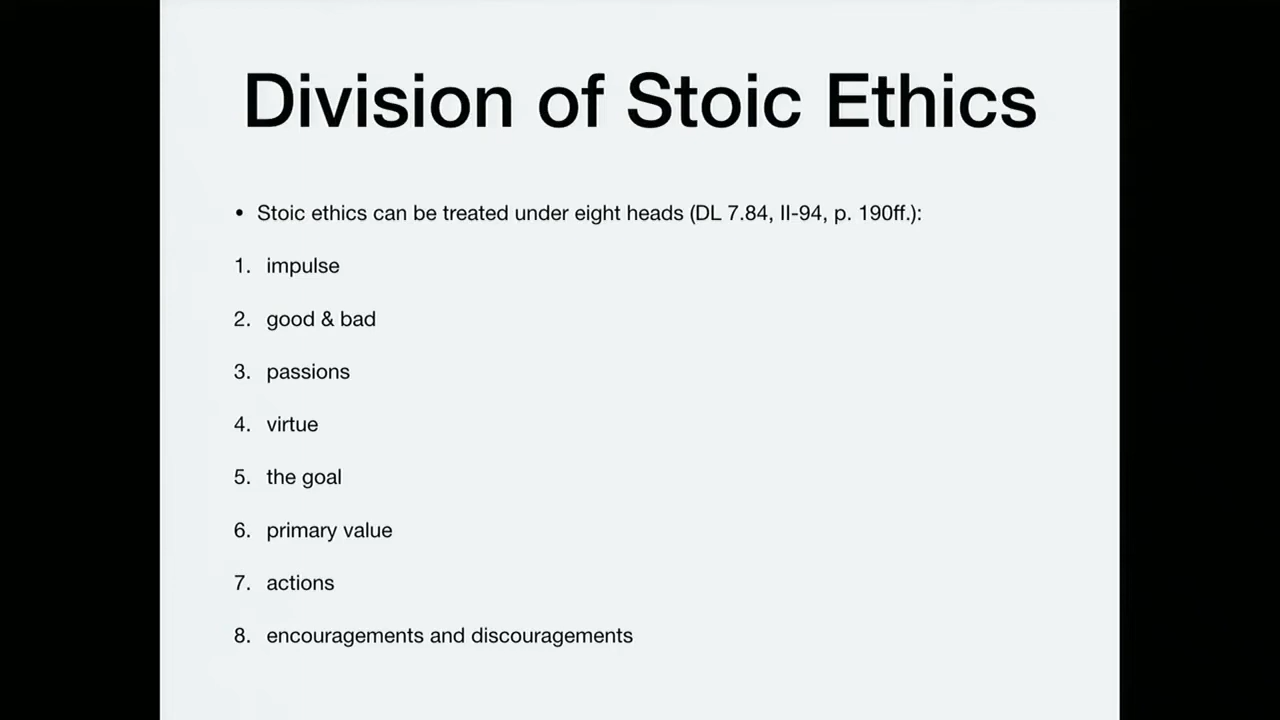 Division of Stoic Ethics
• Stoic ethics can be treated under eight heads (DL 7.84, II-94, p. 190ff.):
1. impulse
2. good & bad
3. passions
4. virtue
5. the goal
6. primary value
7. actions
8. encouragements and discouragements